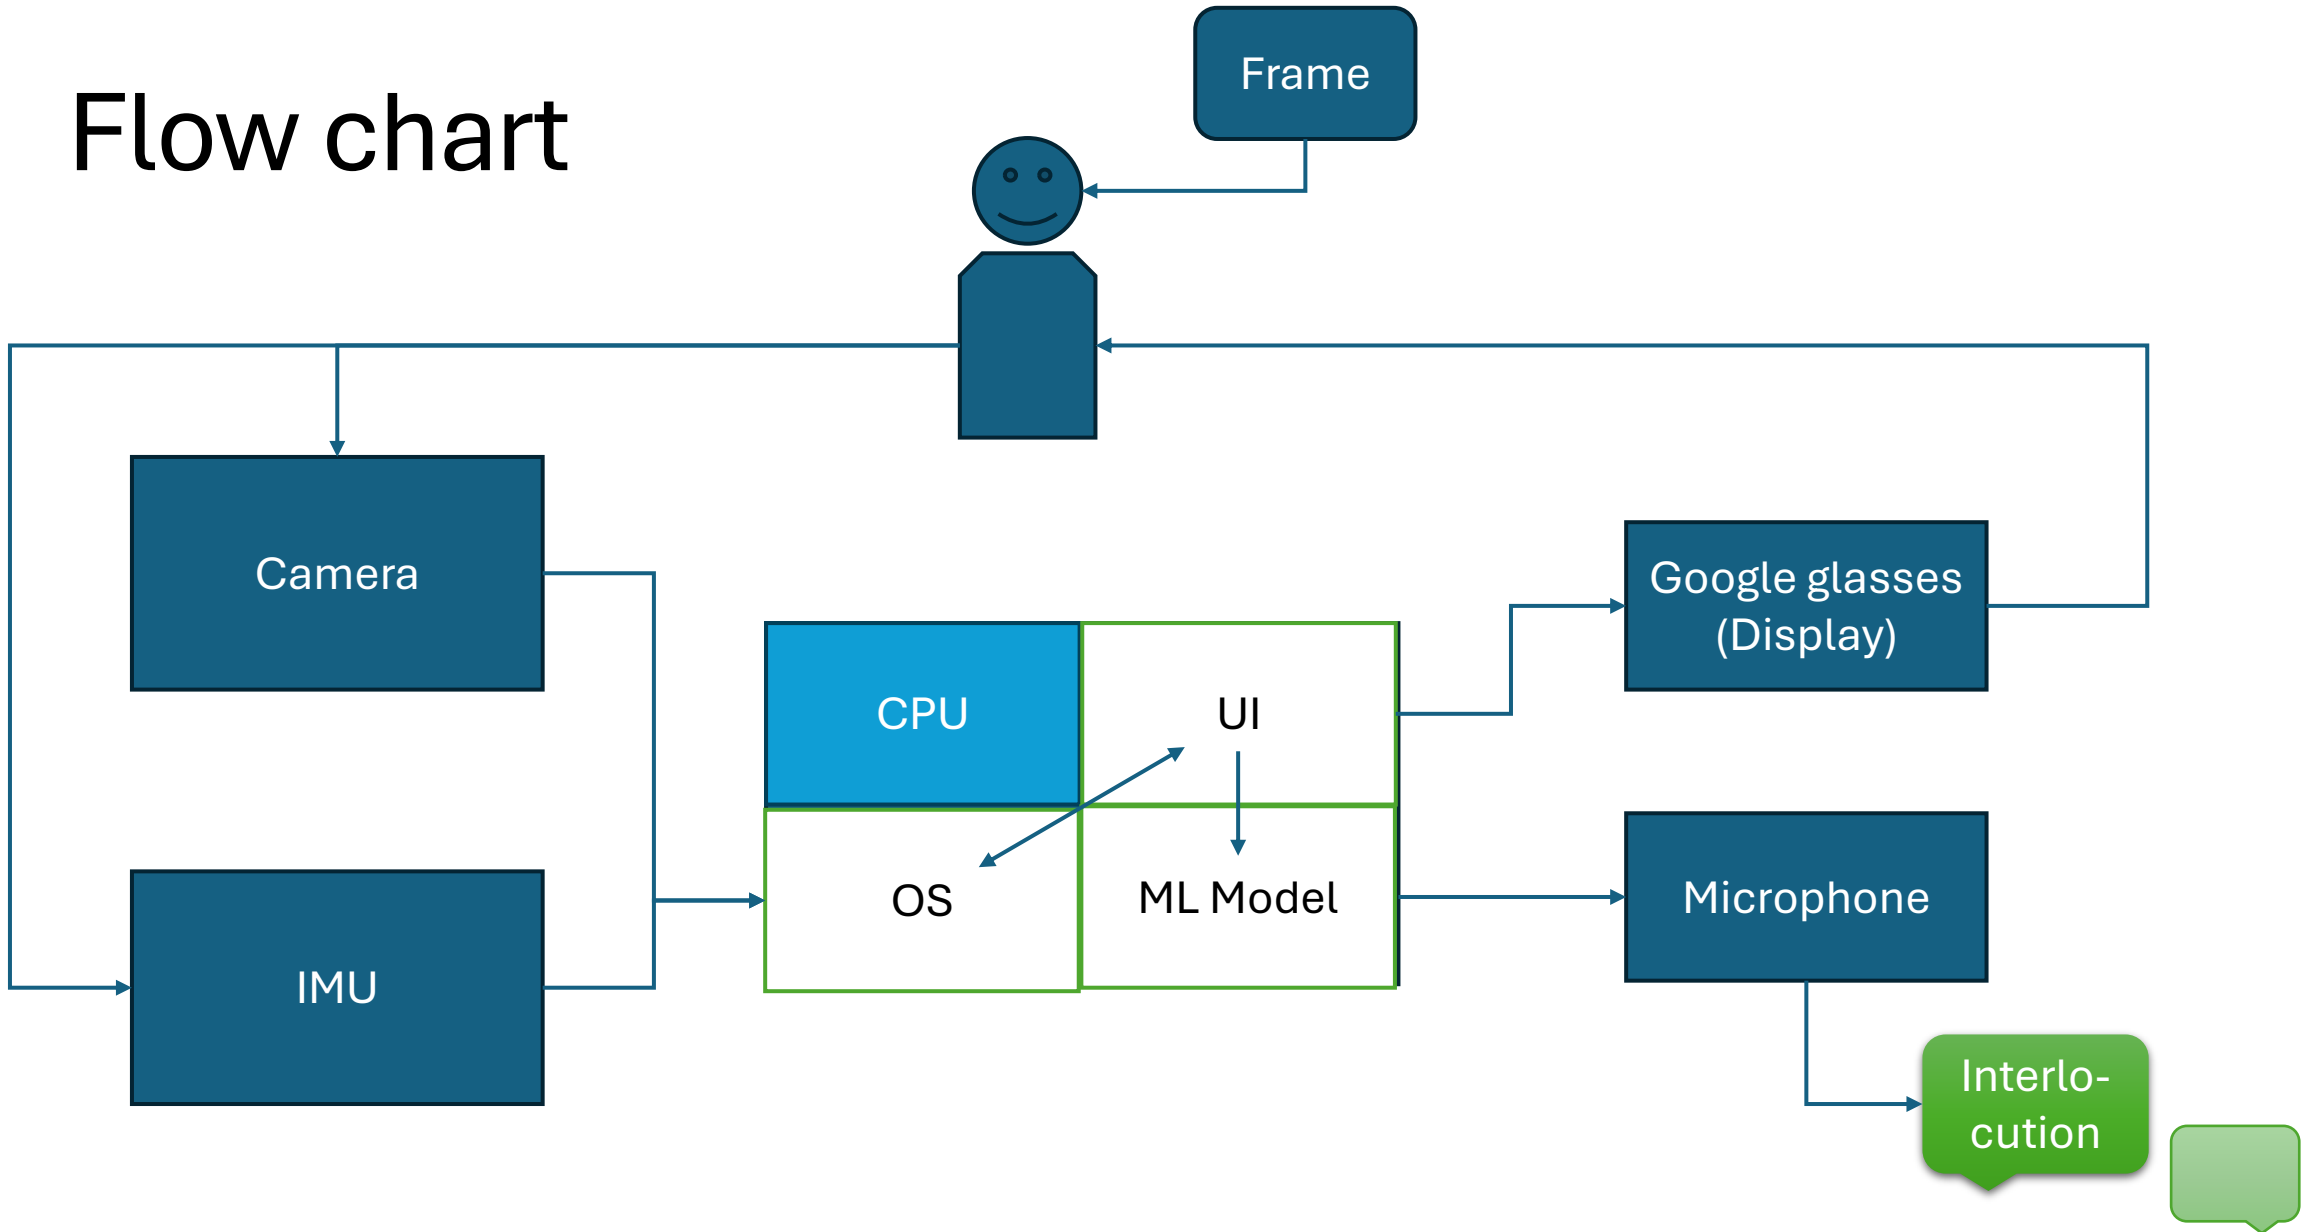 Flow chart
Frame
Camera
Google glasses
(Display)
CPU
UI
OS
ML Model
Microphone
IMU
Interlo-
cution